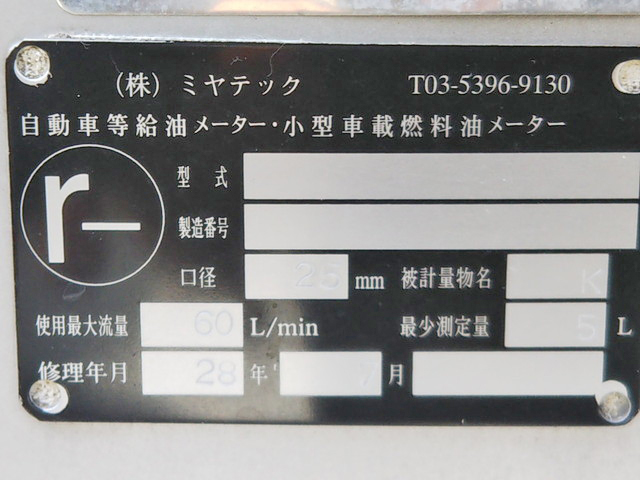 (株) ミヤテック T03-5396-9130
自動車等給油メーター・小型車載燃料油メーター
r-
型式
製造番号
口径 25 mm 被計量物名 K
使用最大流量 60 L/min 最少測定量 5 L
修理年月 28 年 7 月